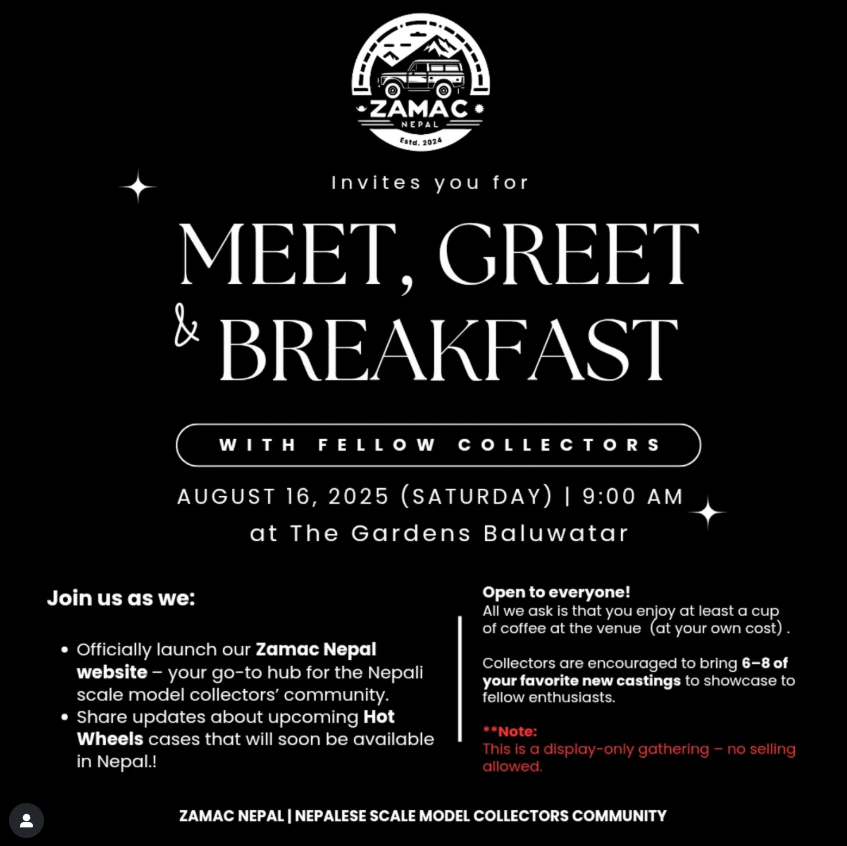 ZAMAC
NEPAL
Estd. 2024
Invites you for
MEET, GREET
& BREAKFAST
WITH FELLOW COLLECTORS
AUGUST 16, 2025 (SATURDAY) | 9:00 AM
at The Gardens Baluwatar
Join us as we:
• Officially launch our Zamac Nepal
website – your go-to hub for the Nepali
scale model collectors’ community.
• Share updates about upcoming Hot
Wheels cases that will soon be available
in Nepal.!
Open to everyone!
All we ask is that you enjoy at least a cup
of coffee at the venue (at your own cost) .
Collectors are encouraged to bring 6–8 of
your favorite new castings to showcase to
fellow enthusiasts.
**Note:
This is a display-only gathering – no selling
allowed.
ZAMAC NEPAL | NEPALESE SCALE MODEL COLLECTORS COMMUNITY